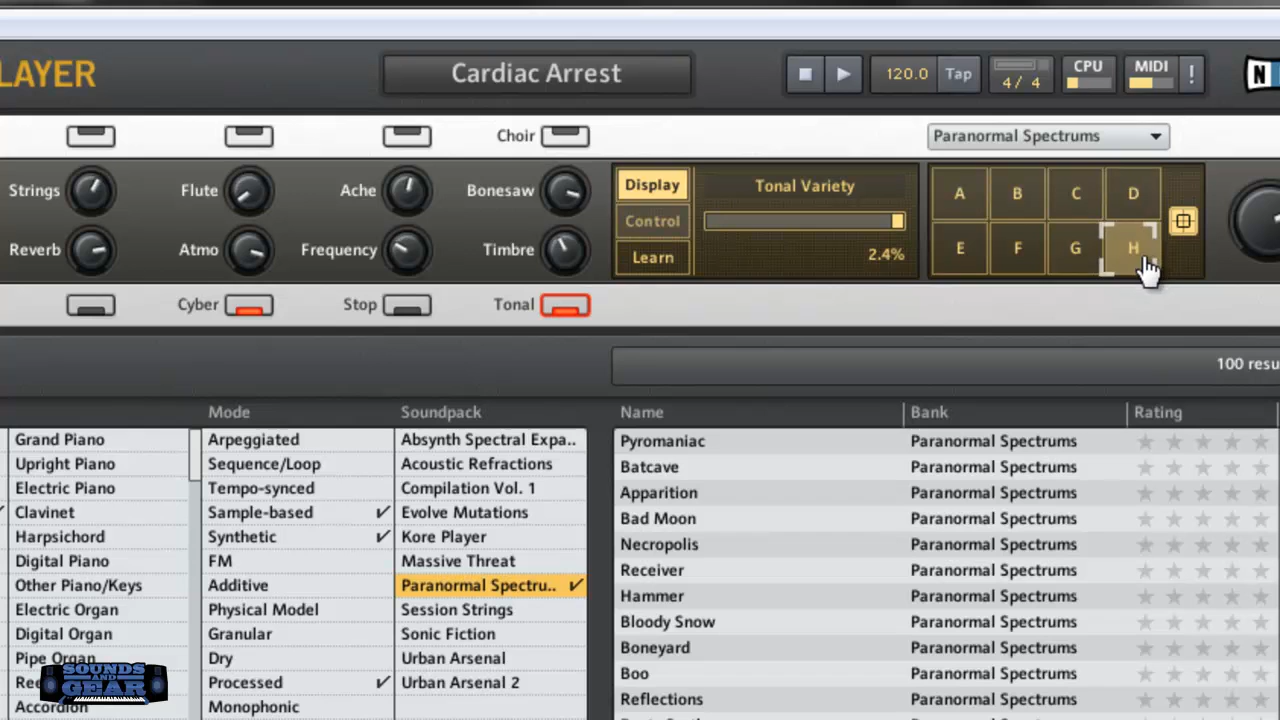 LAYER
Cardiac Arrest
120.0 Tap 4 / 4 CPU MIDI ! N
Choir
Paranormal Spectrums
Strings Flute Ache Bonesaw
Reverb Atmo Frequency Timbre
Display Tonal Variety
Control
Learn 2.4%
A B C D
E F G H
Cyber Stop Tonal
100 resu
Mode Soundpack Name Bank Rating
Grand Piano Arpeggiated Absynth Spectral Expa..
Upright Piano Sequence/Loop Acoustic Refractions
Electric Piano Tempo-synced Compilation Vol. 1
Clavinet Sample-based Evolve Mutations
Harpsichord Synthetic Kore Player
Digital Piano FM Massive Threat
Other Piano/Keys Additive Paranormal Spectru..
Electric Organ Physical Model Session Strings
Digital Organ Granular Sonic Fiction
Pipe Organ Dry Urban Arsenal
Ree Processed Urban Arsenal 2
Accordion Monophonic
Pyromaniac Paranormal Spectrums
Batcave Paranormal Spectrums
Apparition Paranormal Spectrums
Bad Moon Paranormal Spectrums
Necropolis Paranormal Spectrums
Receiver Paranormal Spectrums
Hammer Paranormal Spectrums
Bloody Snow Paranormal Spectrums
Boneyard Paranormal Spectrums
Boo Paranormal Spectrums
Reflections Paranormal Spectrums
SOUNDS
AND
GEAR